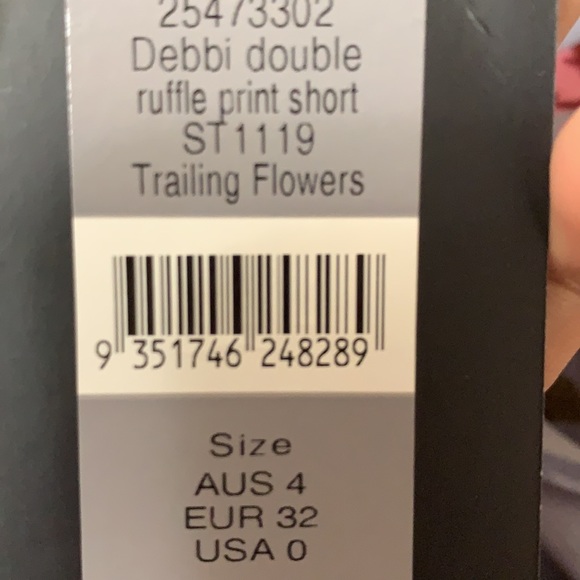 25473302
Debbi double
ruffle print short
ST1119
Trailing Flowers
9 351746 248289
Size
AUS 4
EUR 32
USA 0